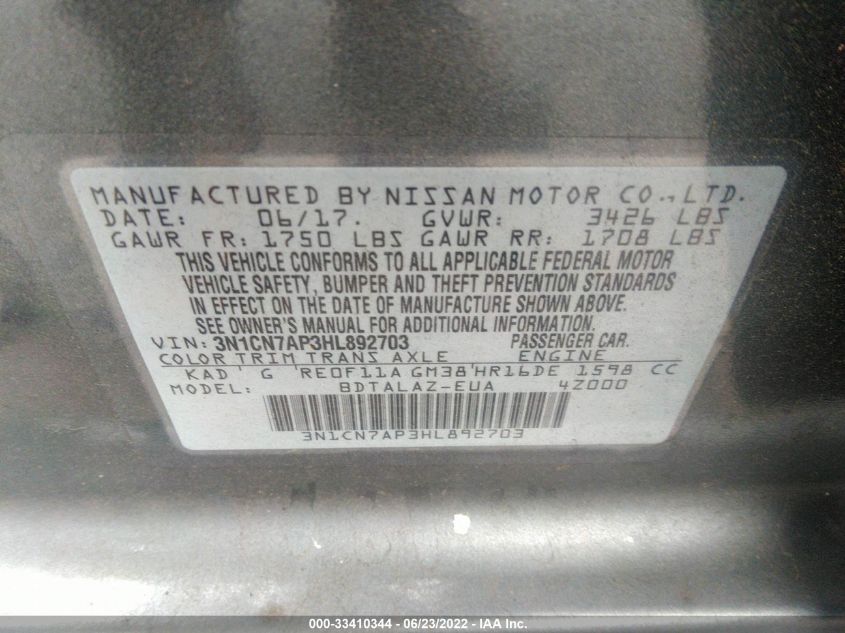 MANUFACTURED BY NISSAN MOTOR CO., LTD.
DATE: 06/17. GVWR: 3426 LBS
GAWR FR: 1750 LBS GAWR RR: 1708 LBS
THIS VEHICLE CONFORMS TO ALL APPLICABLE FEDERAL MOTOR
VEHICLE SAFETY, BUMPER AND THEFT PREVENTION STANDARDS
IN EFFECT ON THE DATE OF MANUFACTURE SHOWN ABOVE.
SEE OWNER'S MANUAL FOR ADDITIONAL INFORMATION.
VIN: 3N1CN7AP3HL892703 PASSENGER CAR.
COLOR TRIM TRANS AXLE ENGINE
KAD G RE0F11A GM38 HR16DE 1598 CC
MODEL: BDTALAZ-EUA 4Z000
3N1CN7AP3HL892703
000-33410344 - 06/23/2022 - IAA Inc.